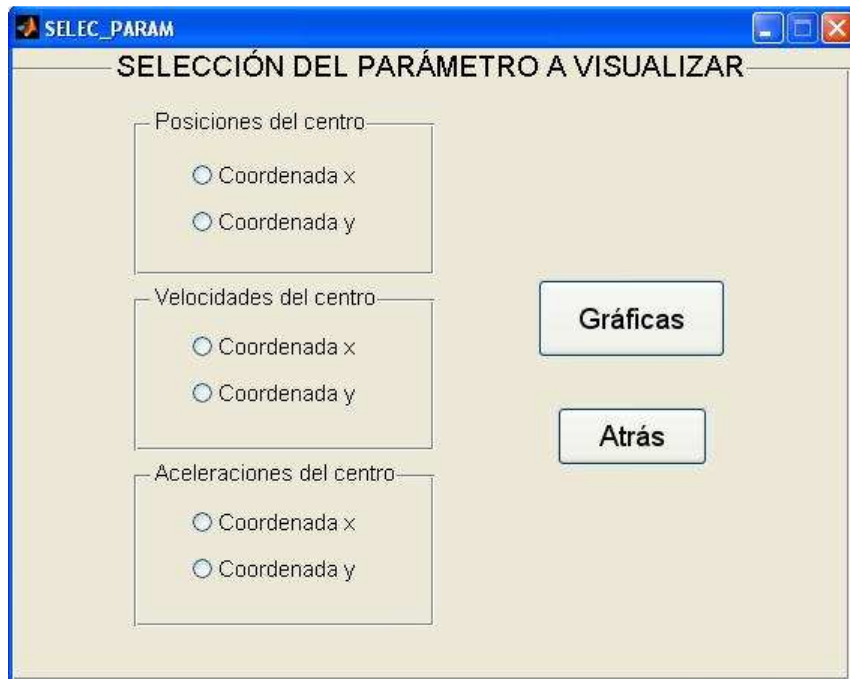 SELEC_PARAM
SELECCIÓN DEL PARÁMETRO A VISUALIZAR
Posiciones del centro
Coordenada x
Coordenada y
Velocidades del centro
Coordenada x
Coordenada y
Aceleraciones del centro
Coordenada x
Coordenada y
Gráficas
Atrás